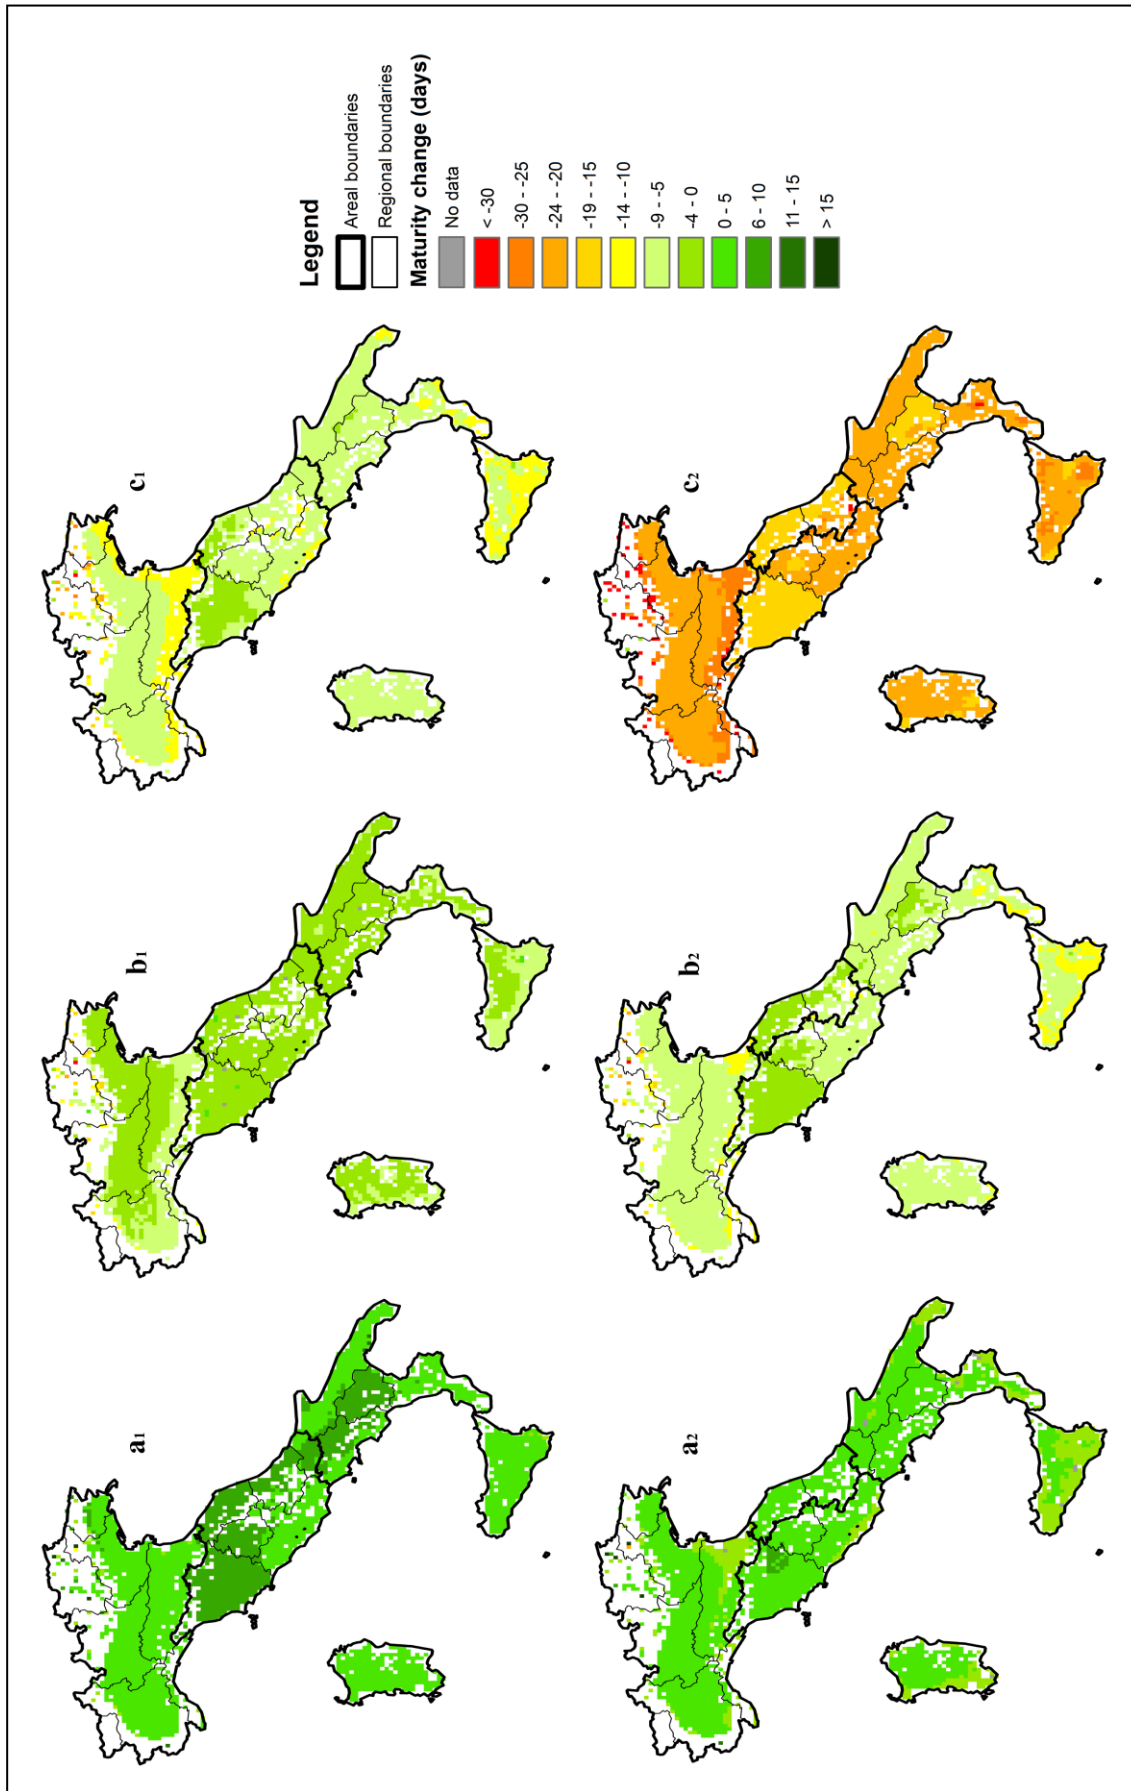 a1
b1
c1
a2
b2
c2
Legend
Areal boundaries
Regional boundaries
Maturity change (days)
No data
< -30
-30 - -25
-24 - -20
-19 - -15
-14 - -10
-9 - -5
-4 - 0
0 - 5
6 - 10
11 - 15
> 15